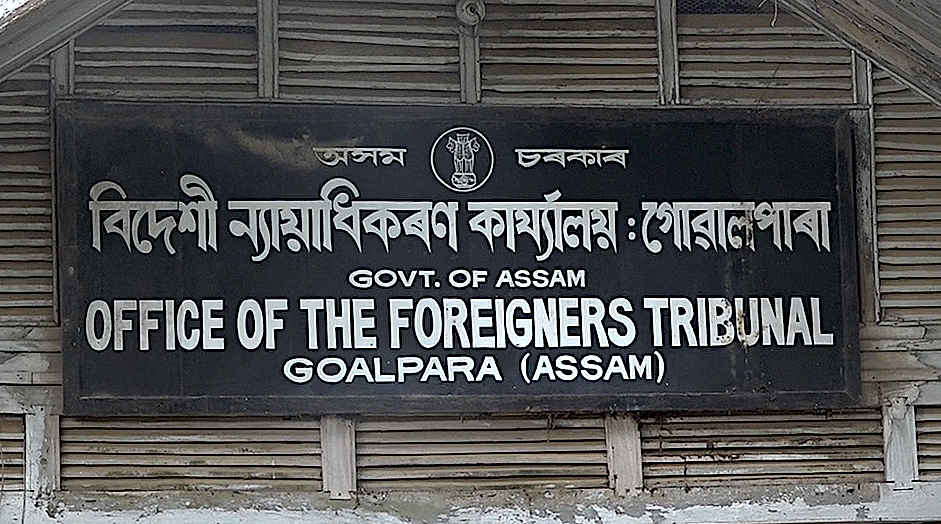 অসম চৰকাৰ
বিদেশী ন্যায়াধিকৰণ কাৰ্য্যালয় : গোৱালপাৰা
GOVT. OF ASSAM
OFFICE OF THE FOREIGNERS TRIBUNAL
GOALPARA (ASSAM)